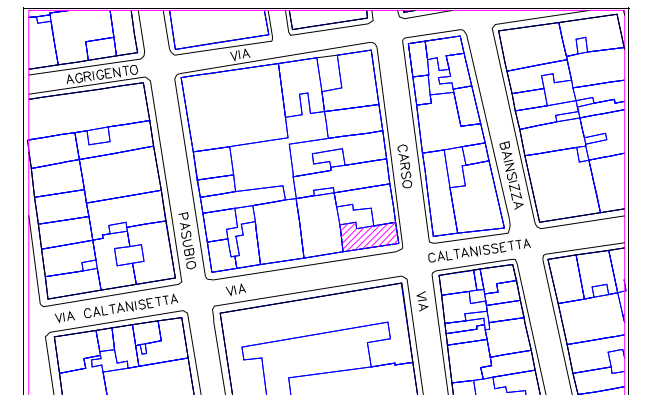 VIA
AGRIGENTO
CARSO
BAINSIZZA
PASUBIO
CALTANISSETTA
VIA
VIA
VIA CALTANISETTA